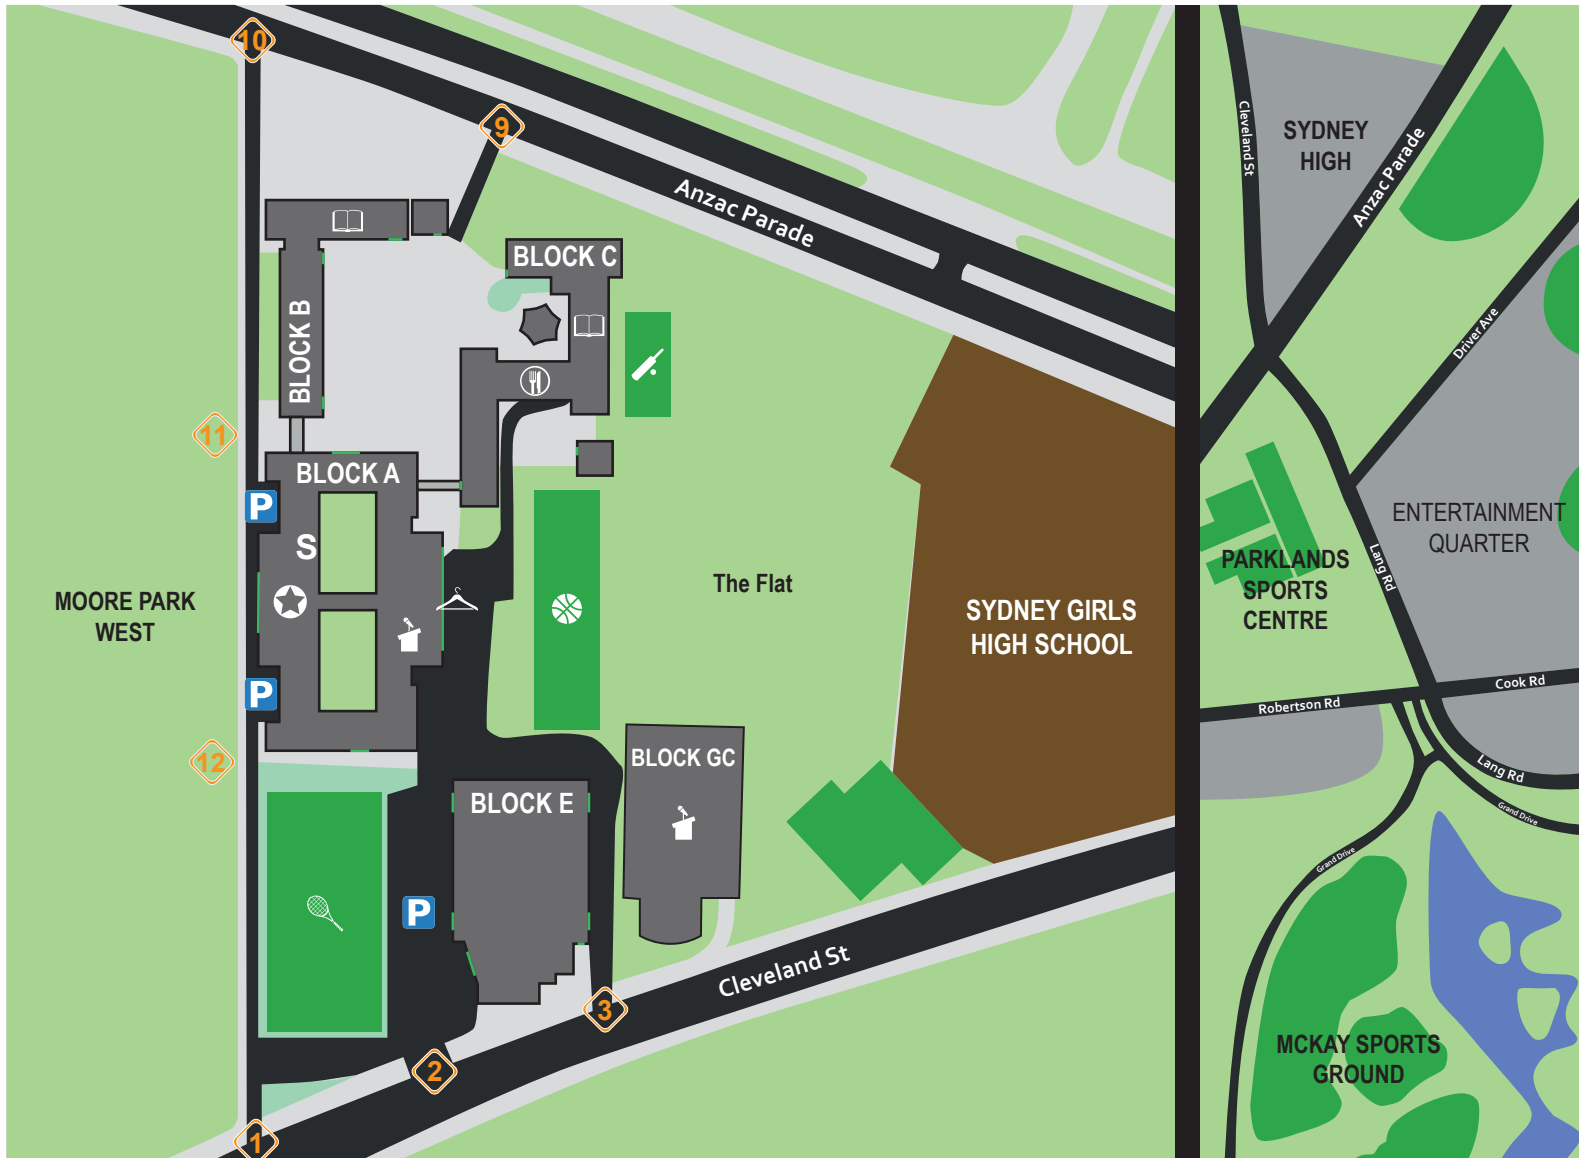 10
9
Anzac Parade
BLOCK C
BLOCK B
11
BLOCK A
P
S
P
12
MOORE PARK
WEST
The Flat
SYDNEY GIRLS
HIGH SCHOOL
BLOCK GC
BLOCK E
P
Cleveland St
3
2
1
Cleveland St
SYDNEY
HIGH
Anzac Parade
Driver Ave
ENTERTAINMENT
QUARTER
Lang Rd
PARKLANDS
SPORTS
CENTRE
Cook Rd
Robertson Rd
Lang Rd
Grand Drive
Grand Drive
MCKAY SPORTS
GROUND